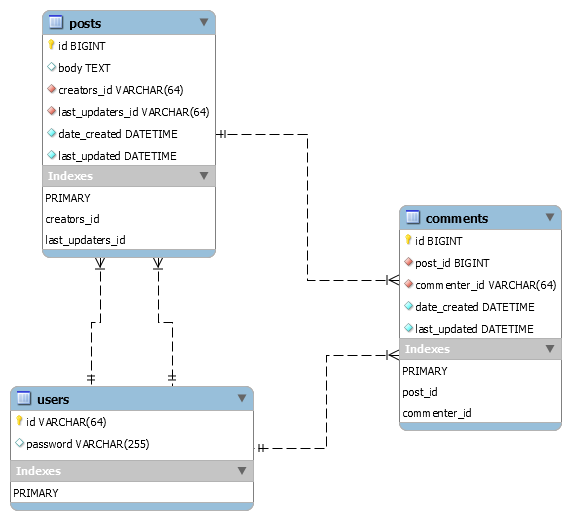 posts
id BIGINT
body TEXT
creators_id VARCHAR(64)
last_updaters_id VARCHAR(64)
date_created DATETIME
last_updated DATETIME
Indexes
PRIMARY
creators_id
last_updaters_id
comments
id BIGINT
post_id BIGINT
commenter_id VARCHAR(64)
date_created DATETIME
last_updated DATETIME
Indexes
PRIMARY
post_id
commenter_id
users
id VARCHAR(64)
password VARCHAR(255)
Indexes
PRIMARY